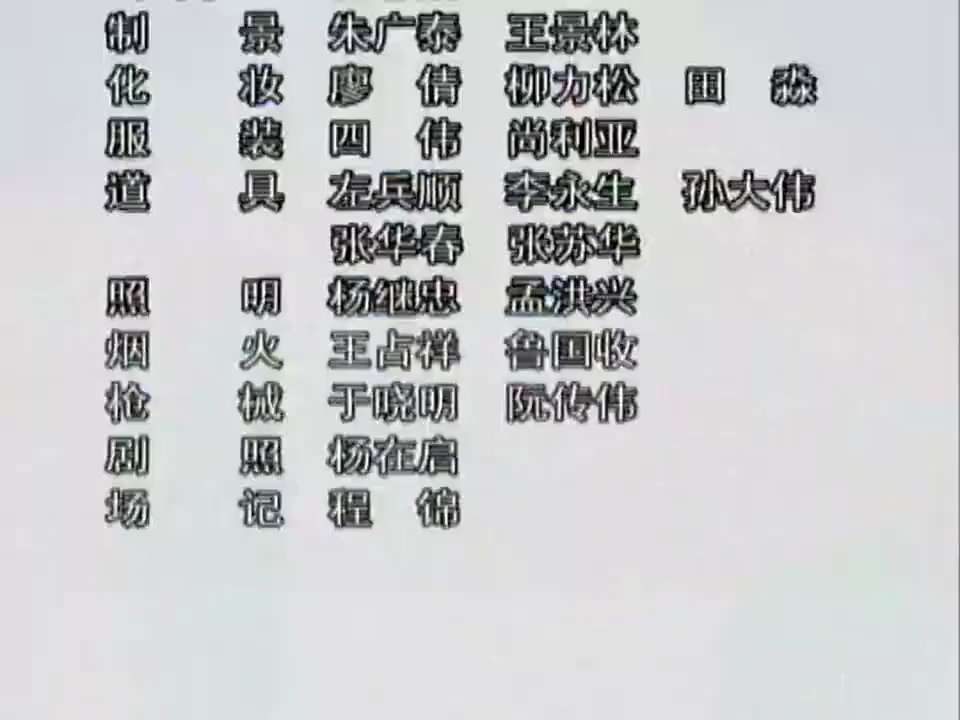 制景 朱广泰 王景林
化妆 廖倩 柳力松 田淼
服装 四伟 尚利亚
道具 左兵顺 李永生 孙大伟
张华春 张苏华
照明 杨继忠 孟洪兴
烟火 王占祥 鲁国收
枪械 于晓明 阮传伟
剧照 杨在启
场记 程锦